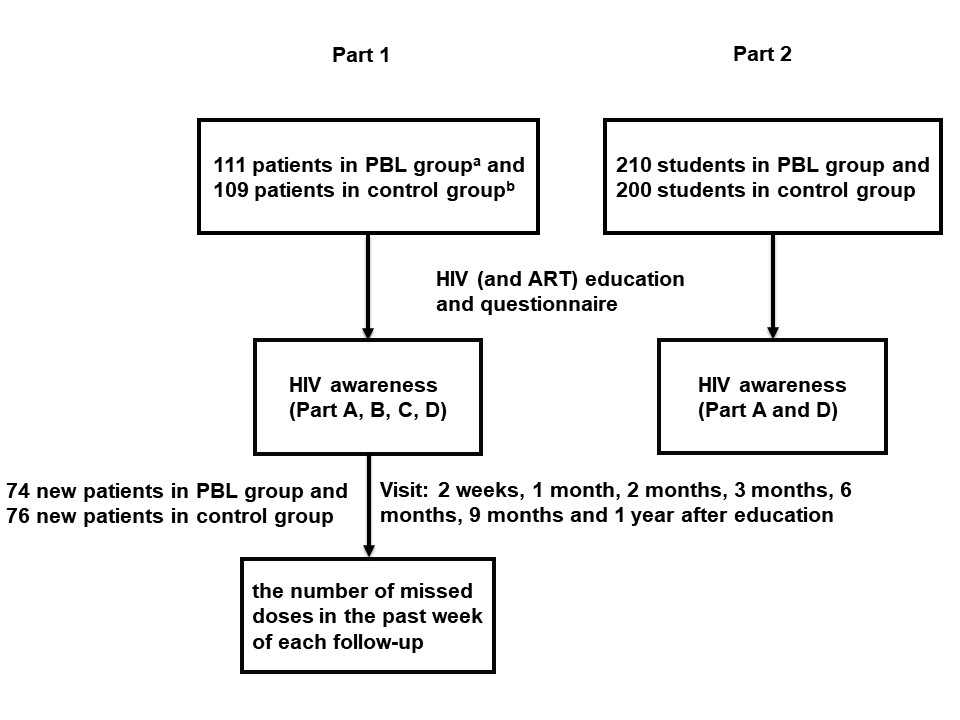 Part 1
Part 2
111 patients in PBL groupᵃ and
109 patients in control groupᵇ
210 students in PBL group and
200 students in control group
HIV (and ART) education
and questionnaire
HIV awareness
(Part A, B, C, D)
HIV awareness
(Part A and D)
74 new patients in PBL group and
76 new patients in control group
Visit: 2 weeks, 1 month, 2 months, 3 months, 6
months, 9 months and 1 year after education
the number of missed
doses in the past week
of each follow-up